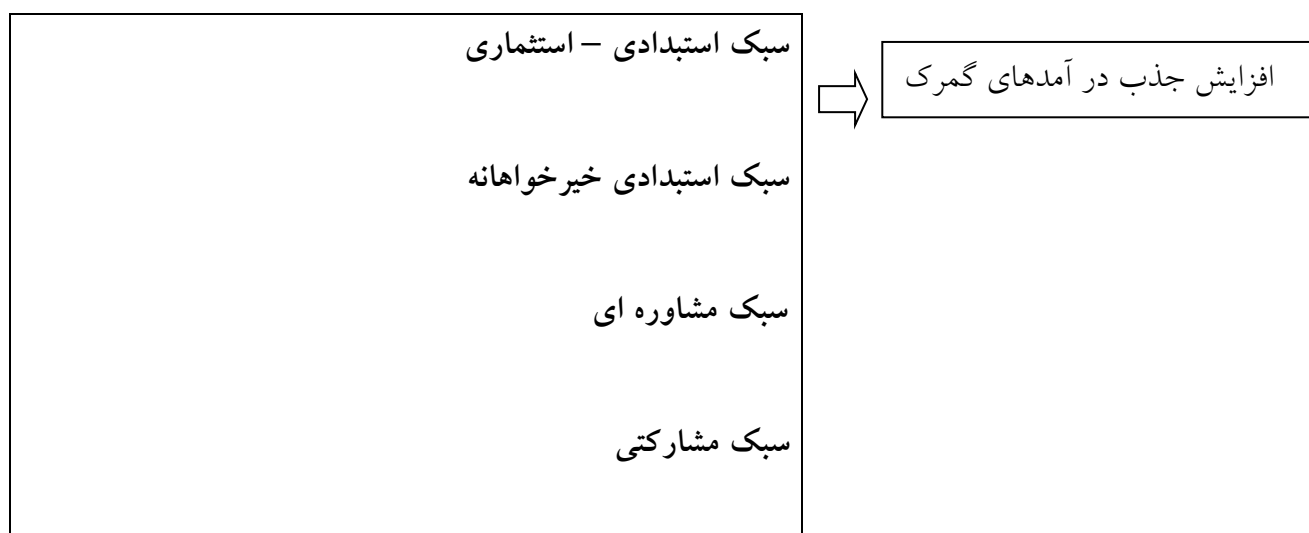 سبک استبدادی – استثماری
افزایش جذب در آمدهای گمرک
سبک استبدادی خیرخواهانه
سبک مشاوره ای
سبک مشارکتی